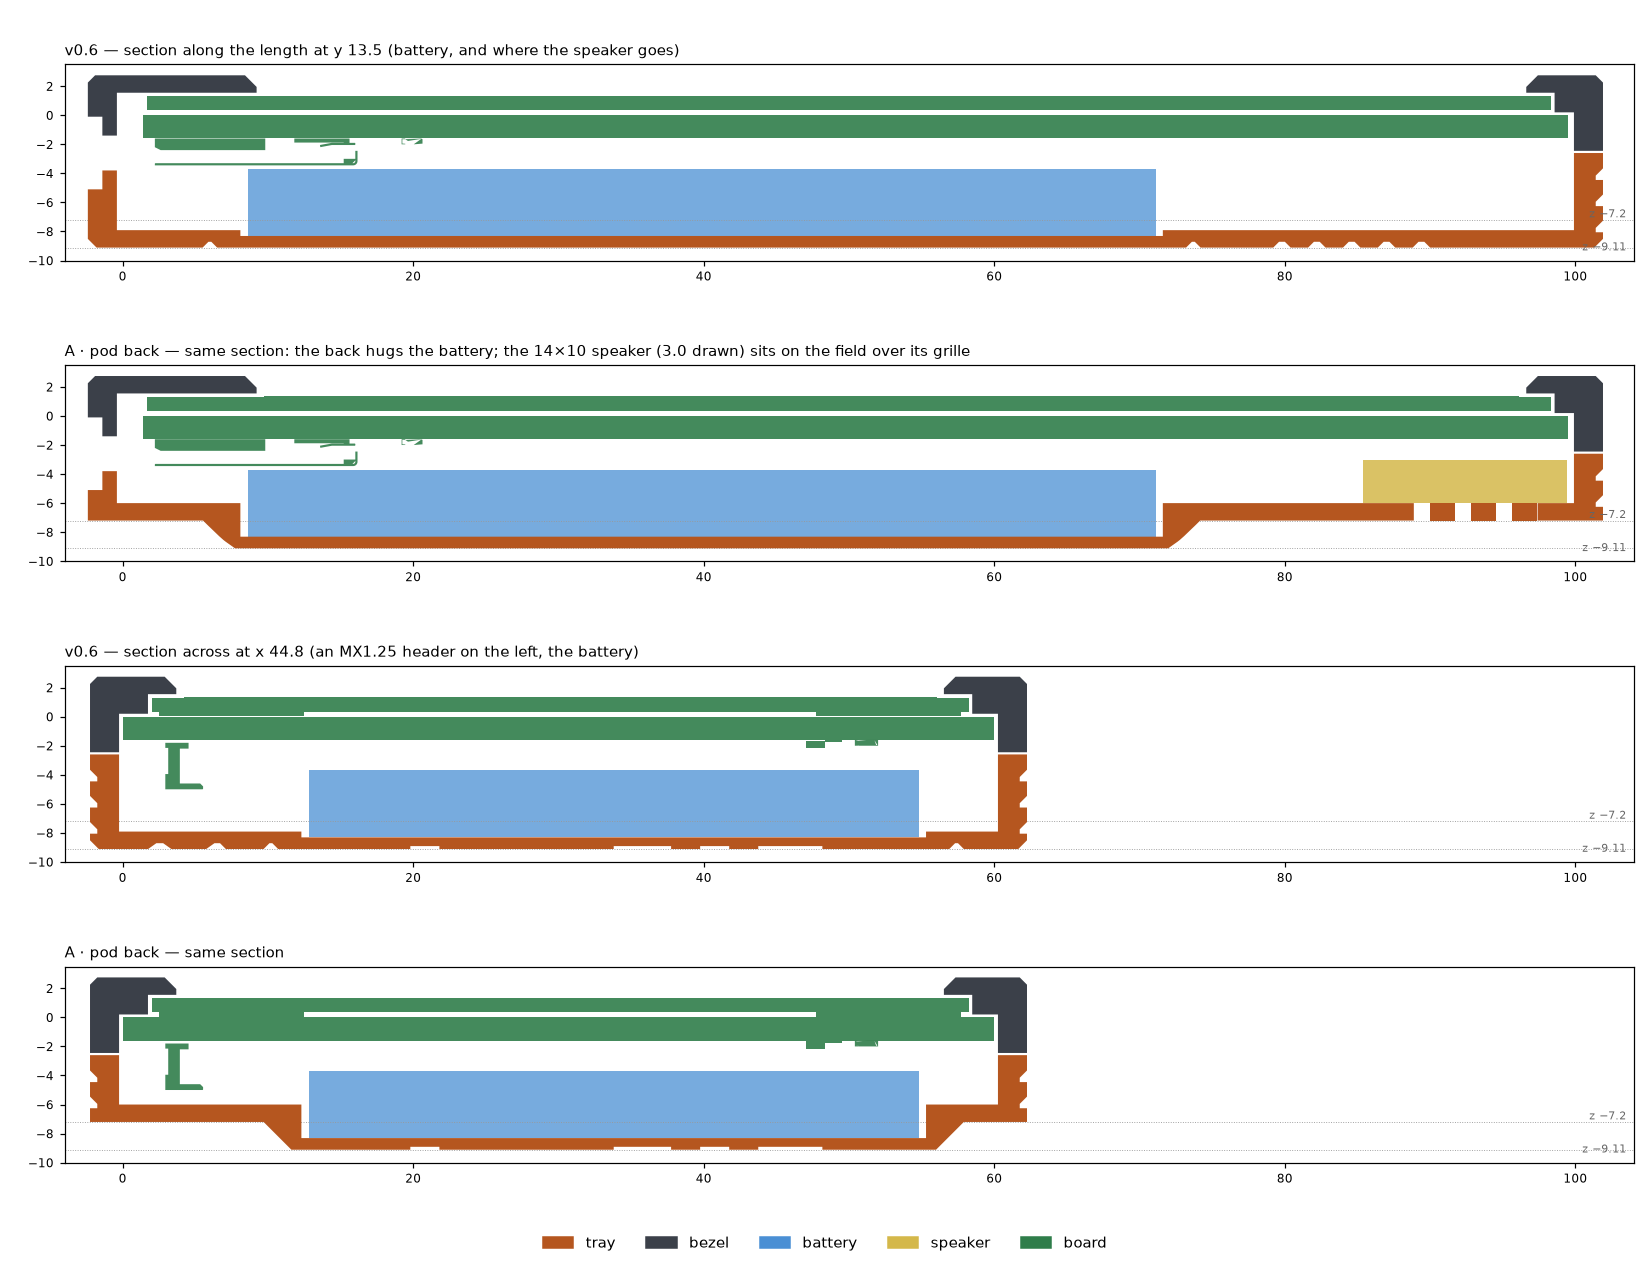 v0.6 — section along the length at y 13.5 (battery, and where the speaker goes)
2
0
−2
−4
−6
−8
−10
z −7.2
z −9.11
0 20 40 60 80 100
A · pod back — same section: the back hugs the battery; the 14×10 speaker (3.0 drawn) sits on the field over its grille
2
0
−2
−4
−6
−8
−10
z −7.2
z −9.11
0 20 40 60 80 100
v0.6 — section across at x 44.8 (an MX1.25 header on the left, the battery)
2
0
−2
−4
−6
−8
−10
z −7.2
z −9.11
0 20 40 60 80 100
A · pod back — same section
2
0
−2
−4
−6
−8
−10
z −7.2
z −9.11
0 20 40 60 80 100
tray bezel battery speaker board